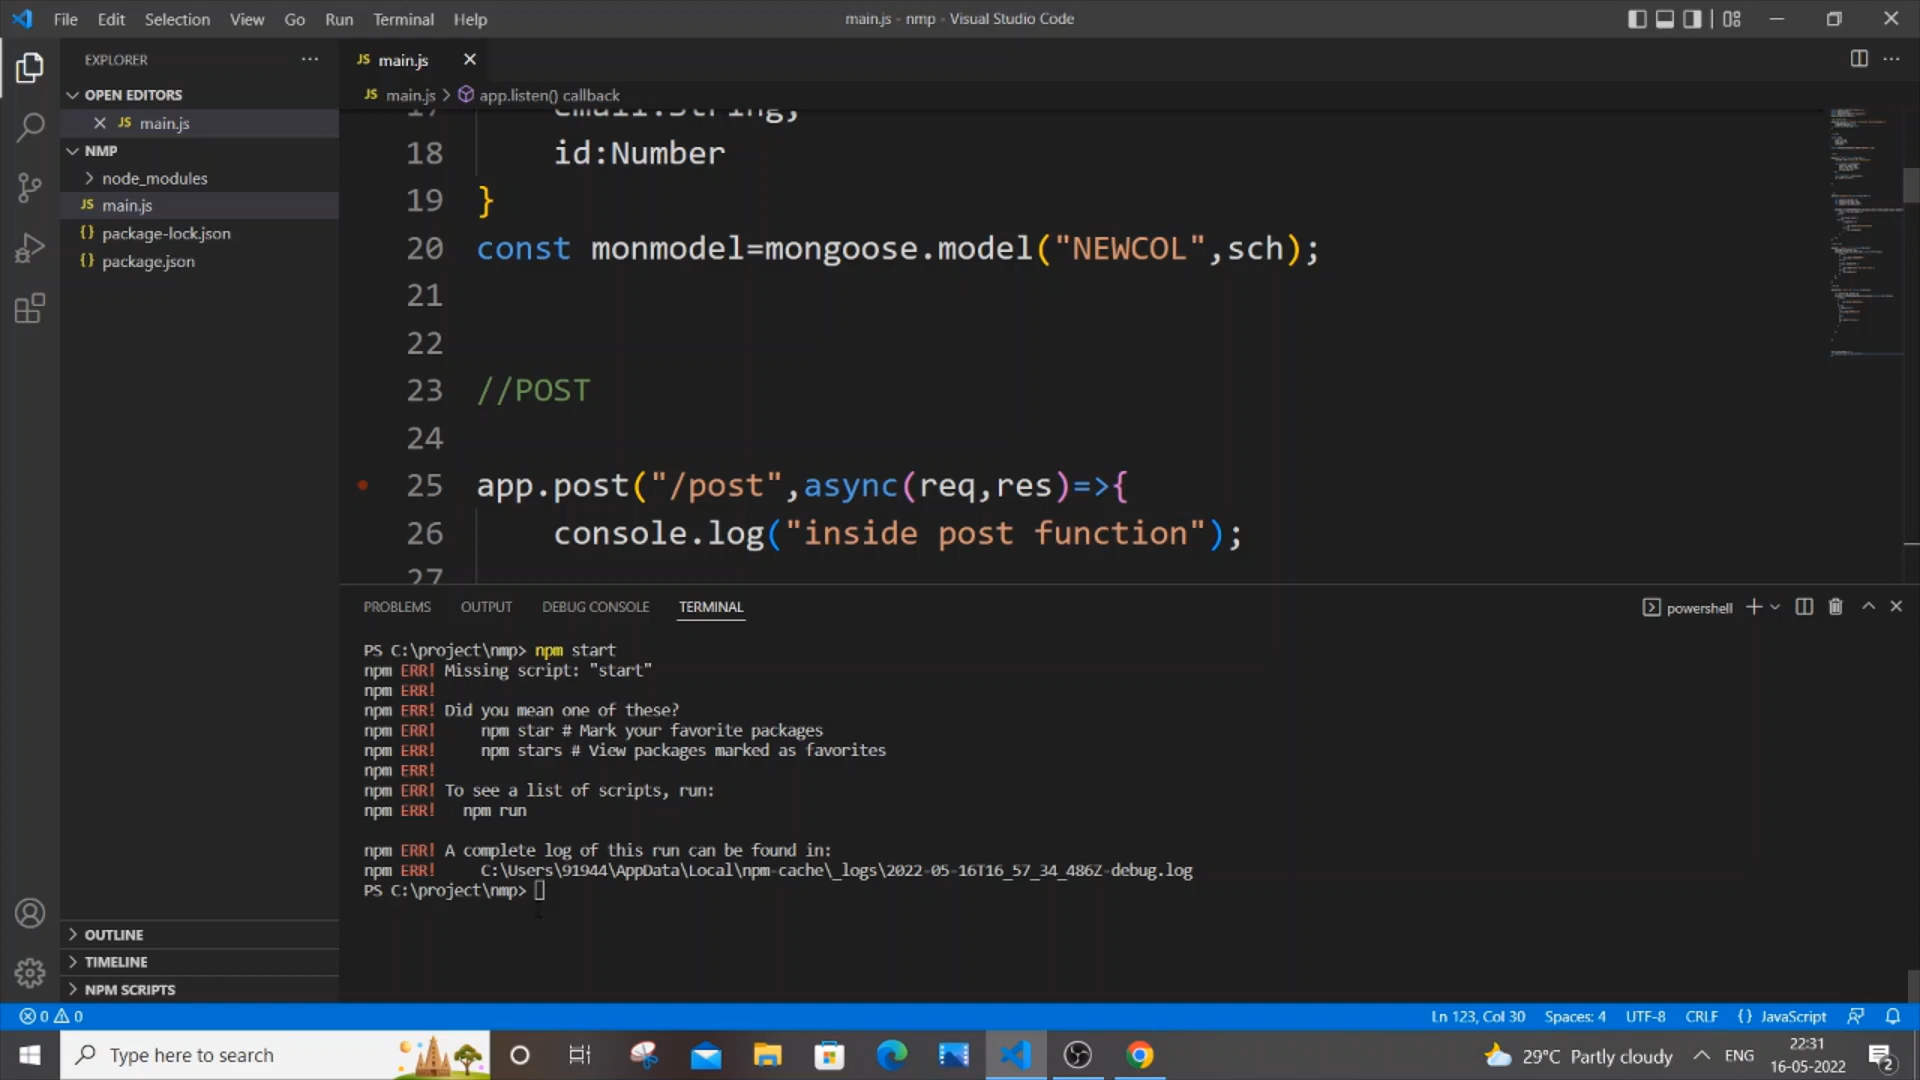 File Edit Selection View Go Run Terminal Help
main.js - nmp - Visual Studio Code
EXPLORER
OPEN EDITORS
JS main.js
NMP
node_modules
JS main.js
{} package-lock.json
{} package.json
OUTLINE
TIMELINE
NPM SCRIPTS
JS main.js
JS main.js > app.listen() callback
17 email:String,
18 id:Number
19 }
20 const monmodel=mongoose.model("NEWCOL",sch);
21
22
23 //POST
24
25 app.post("/post",async(req,res)=>{
26 console.log("inside post function");
27
PROBLEMS OUTPUT DEBUG CONSOLE TERMINAL
powershell
PS C:\project\nmp> npm start
npm ERR! Missing script: "start"
npm ERR!
npm ERR! Did you mean one of these?
npm ERR! npm star # Mark your favorite packages
npm ERR! npm stars # View packages marked as favorites
npm ERR!
npm ERR! To see a list of scripts, run:
npm ERR! npm run
npm ERR! A complete log of this run can be found in:
npm ERR! C:\Users\91944\AppData\Local\npm-cache\_logs\2022-05-16T16_57_34_486Z-debug.log
PS C:\project\nmp>
0 0
Ln 123, Col 30 Spaces: 4 UTF-8 CRLF {} JavaScript
Type here to search
29°C Partly cloudy
ENG
22:31
16-05-2022
2